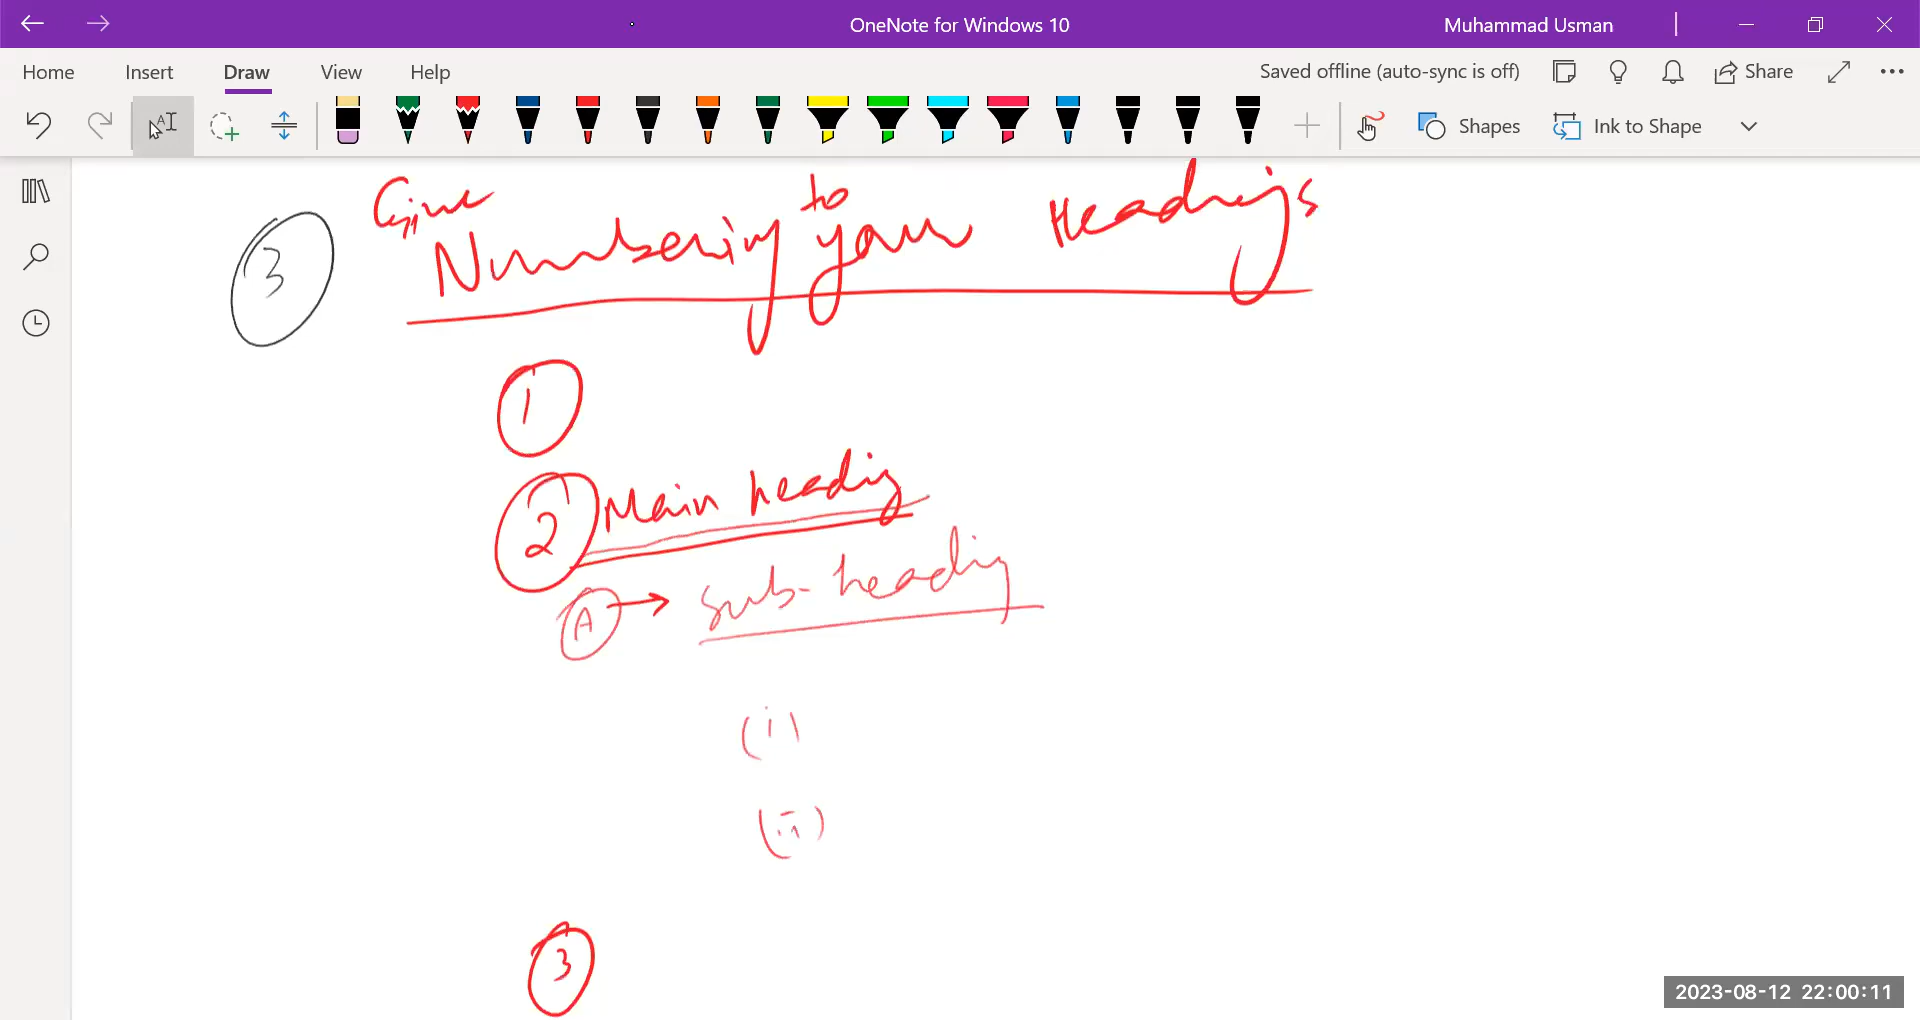 OneNote for Windows 10
Muhammad Usman
Home Insert Draw View Help
Saved offline (auto-sync is off) Share
Shapes Ink to Shape
3 Give Numbering to your Headings
1
2 Main heading
A → Sub-heading
(i)
(ii)
3
2023-08-12 22:00:11